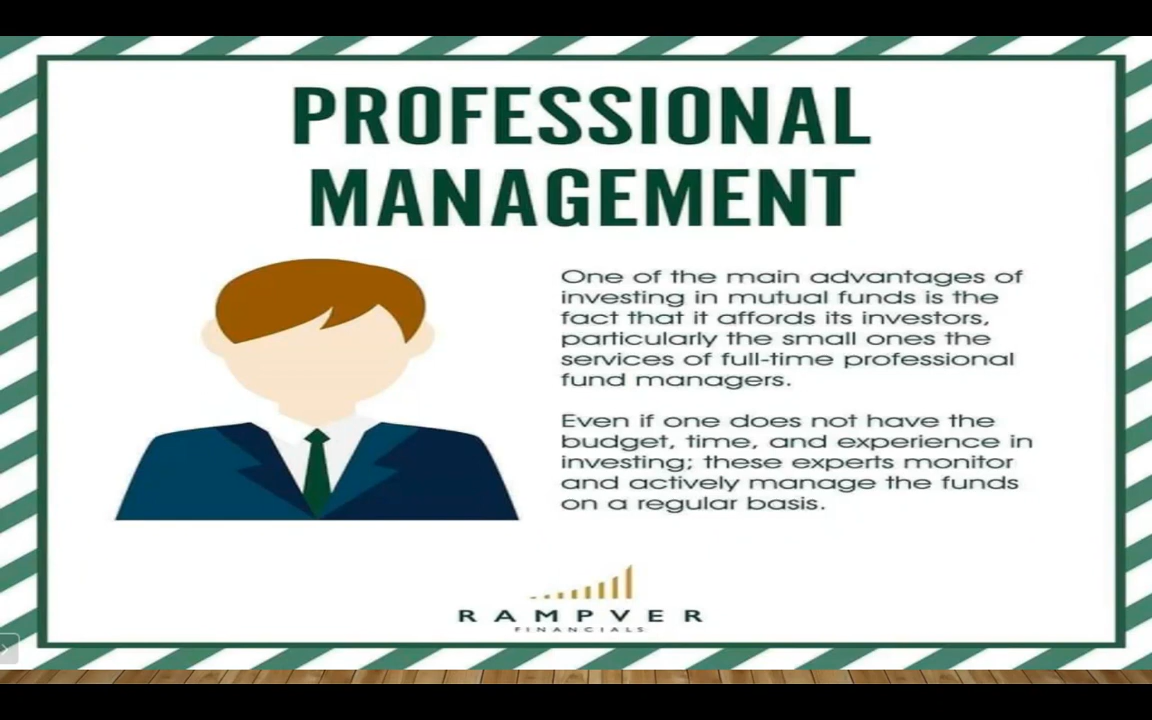 PROFESSIONAL
MANAGEMENT
One of the main advantages of
investing in mutual funds is the
fact that it affords its investors,
particularly the small ones the
services of full-time professional
fund managers.
Even if one does not have the
budget, time, and experience in
investing; these experts monitor
and actively manage the funds
on a regular basis.
RAMPVER
FINANCIALS